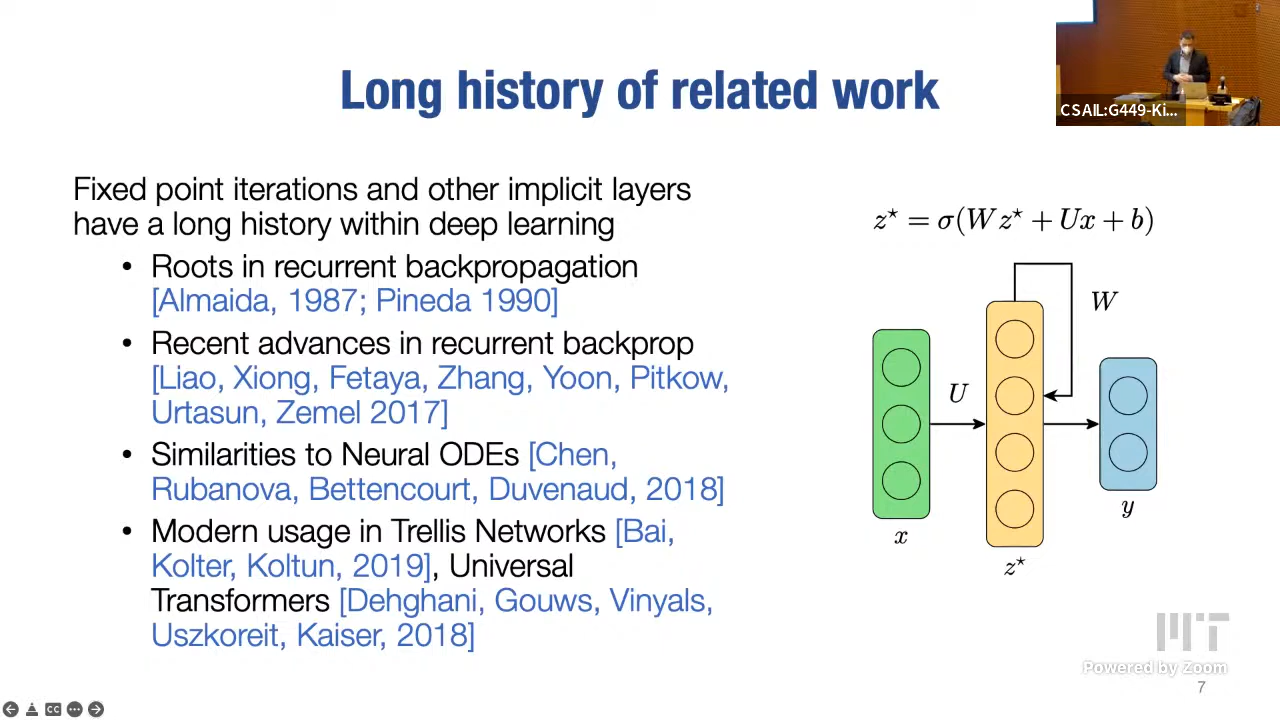 Long history of related work
CSAIL:G449-Ki...
Fixed point iterations and other implicit layers
have a long history within deep learning
• Roots in recurrent backpropagation
[Almaida, 1987; Pineda 1990]
• Recent advances in recurrent backprop
[Liao, Xiong, Fetaya, Zhang, Yoon, Pitkow,
Urtasun, Zemel 2017]
• Similarities to Neural ODEs [Chen,
Rubanova, Bettencourt, Duvenaud, 2018]
• Modern usage in Trellis Networks [Bai,
Kolter, Koltun, 2019], Universal
Transformers [Dehghani, Gouws, Vinyals,
Uszkoreit, Kaiser, 2018]
z⋆ = σ(Wz⋆ + Ux + b)
W
U
x
z⋆
y
MIT
Powered by Zoom
7
CC